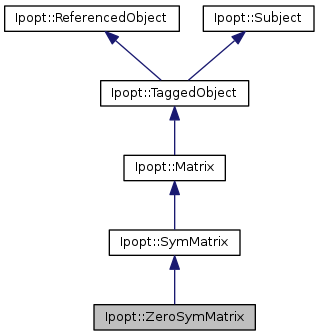 Ipopt::ReferencedObject
Ipopt::Subject
Ipopt::TaggedObject
Ipopt::Matrix
Ipopt::SymMatrix
Ipopt::ZeroSymMatrix